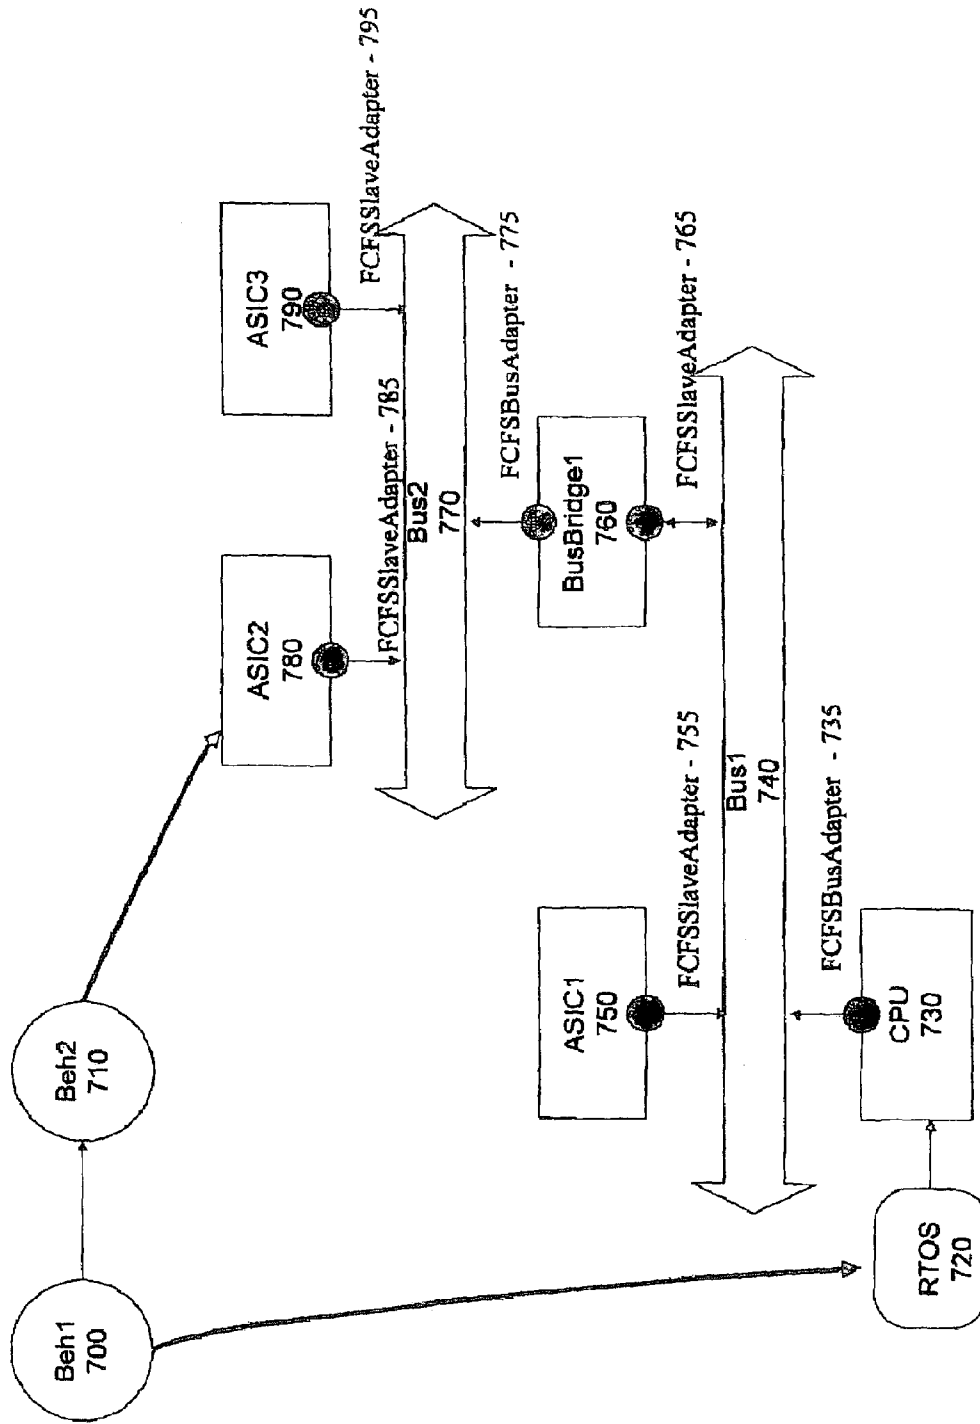 Beh1
700
Beh2
710
ASIC2
780
ASIC3
790
FCFSSlaveAdapter - 785
FCFSSlaveAdapter - 795
Bus2
770
FCFSBusAdapter - 775
ASIC1
750
BusBridge1
760
FCFSSlaveAdapter - 755
FCFSSlaveAdapter - 765
Bus1
740
FCFSBusAdapter - 735
RTOS
720
CPU
730